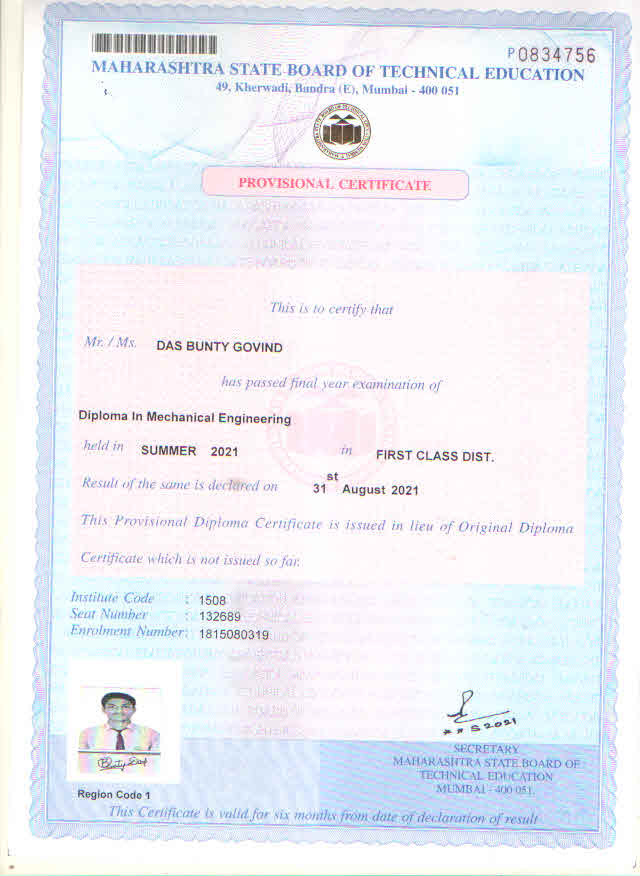 P0834756
MAHARASHTRA STATE BOARD OF TECHNICAL EDUCATION
49, Kherwadi, Bandra (E), Mumbai - 400 051
PROVISIONAL CERTIFICATE
This is to certify that
Mr. / Ms. DAS BUNTY GOVIND
has passed final year examination of
Diploma In Mechanical Engineering
held in SUMMER 2021 in FIRST CLASS DIST.
Result of the same is declared on 31st August 2021
This Provisional Diploma Certificate is issued in lieu of Original Diploma
Certificate which is not issued so far.
Institute Code : 1508
Seat Number : 132689
Enrolment Number: 1815080319
** S 2021
SECRETARY
MAHARASHTRA STATE BOARD OF
TECHNICAL EDUCATION
MUMBAI - 400 051.
Region Code 1
This Certificate is valid for six months from date of declaration of result